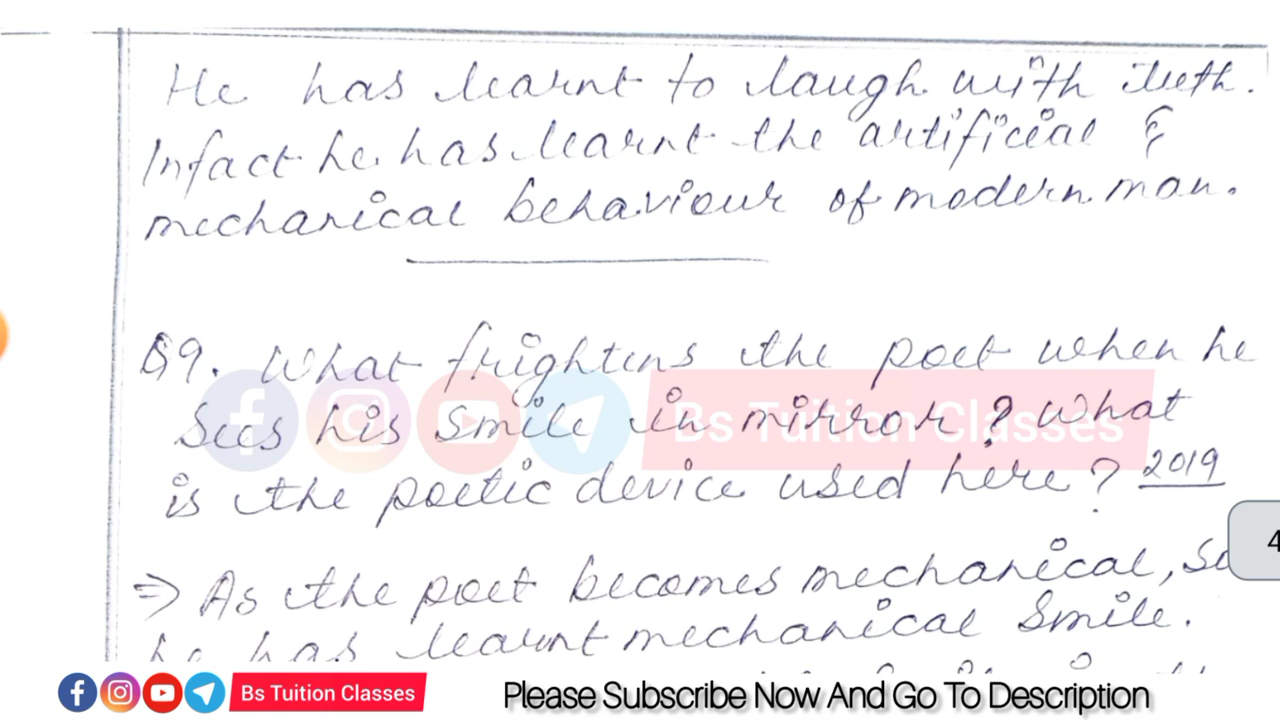 He has learnt to laugh with teeth.
Infact he has learnt the artificial &
mechanical behaviour of modern man.
Q9. What frightens the poet when he
Sees his smile in mirror? What
is the poetic device used here? 2019
⇒ As the poet becomes mechanical, So
he has learnt mechanical Smile.
Bs Tuition Classes
4
Bs Tuition Classes
Please Subscribe Now And Go To Description